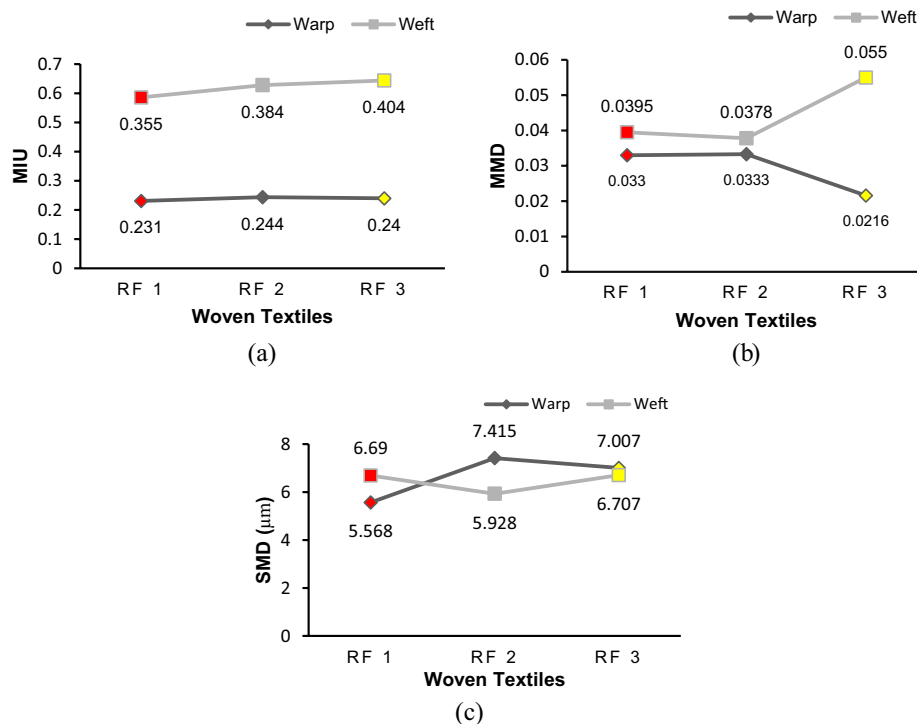 Warp Weft
0.7
0.6
0.5
0.4
0.3
0.2
0.1
0
MIU
0.355
0.384
0.404
0.231
0.244
0.24
RF 1 RF 2 RF 3
Woven Textiles
(a)
Warp Weft
0.06
0.05
0.04
0.03
0.02
0.01
0
MMD
0.055
0.0395
0.0378
0.033
0.0333
0.0216
RF 1 RF 2 RF 3
Woven Textiles
(b)
Warp Weft
8
6
4
2
0
SMD (μm)
6.69
7.415
7.007
5.568
5.928
6.707
RF 1 RF 2 RF 3
Woven Textiles
(c)